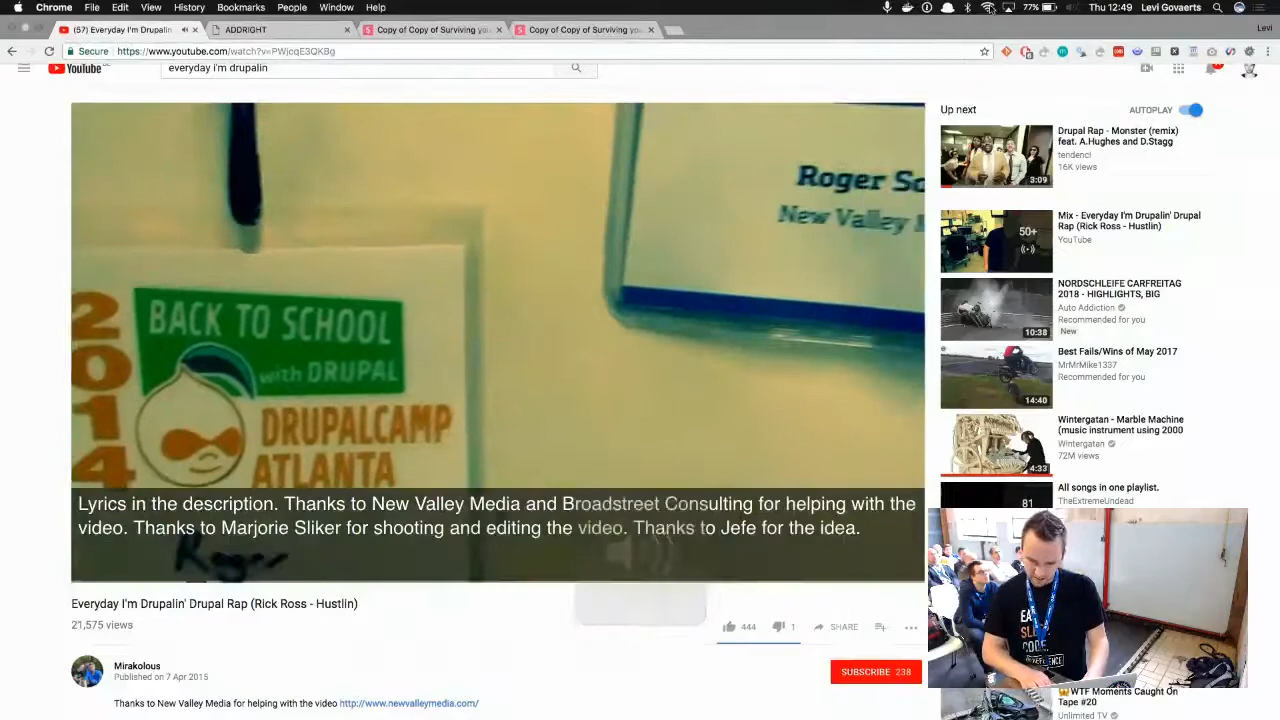 Chrome File Edit View History Bookmarks People Window Help
77% Thu 12:49 Levi Govaerts
(57) Everyday I'm Drupalin
ADDRIGHT
Copy of Copy of Surviving you
Copy of Copy of Surviving you
Levi
Secure https://www.youtube.com/watch?v=PWjcqE3QKBg
YouTube
everyday i'm drupalin
Roger
New Valley
2014
BACK TO SCHOOL
with DRUPAL
DRUPALCAMP
ATLANTA
Roger
Lyrics in the description. Thanks to New Valley Media and Broadstreet Consulting for helping with the
video. Thanks to Marjorie Sliker for shooting and editing the video. Thanks to Jefe for the idea.
Everyday I'm Drupalin' Drupal Rap (Rick Ross - Hustlin)
21,575 views
444
1
SHARE
Mirakolous
Published on 7 Apr 2015
SUBSCRIBE 238
Thanks to New Valley Media for helping with the video http://www.newvalleymedia.com/
Up next
AUTOPLAY
3:09
Drupal Rap - Monster (remix)
feat. A.Hughes and D.Stagg
tendenci
16K views
50+
Mix - Everyday I'm Drupalin' Drupal
Rap (Rick Ross - Hustlin)
YouTube
10:38
NORDSCHLEIFE CARFREITAG
2018 - HIGHLIGHTS, BIG
Auto Addiction
Recommended for you
New
14:40
Best Fails/Wins of May 2017
MrMrMike1337
Recommended for you
4:33
Wintergatan - Marble Machine
(music instrument using 2000
Wintergatan
72M views
81
All songs in one playlist.
TheExtremeUndead
EAT
CODE
WTF Moments Caught On
Tape #20
Unlimited TV